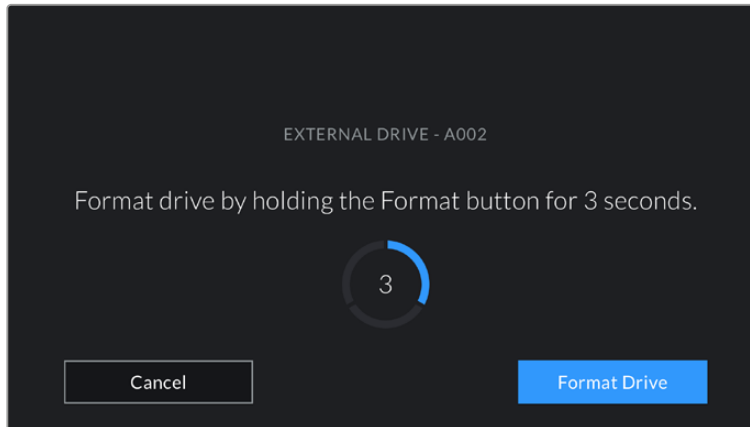 EXTERNAL DRIVE - A002
Format drive by holding the Format button for 3 seconds.
3
Cancel
Format Drive